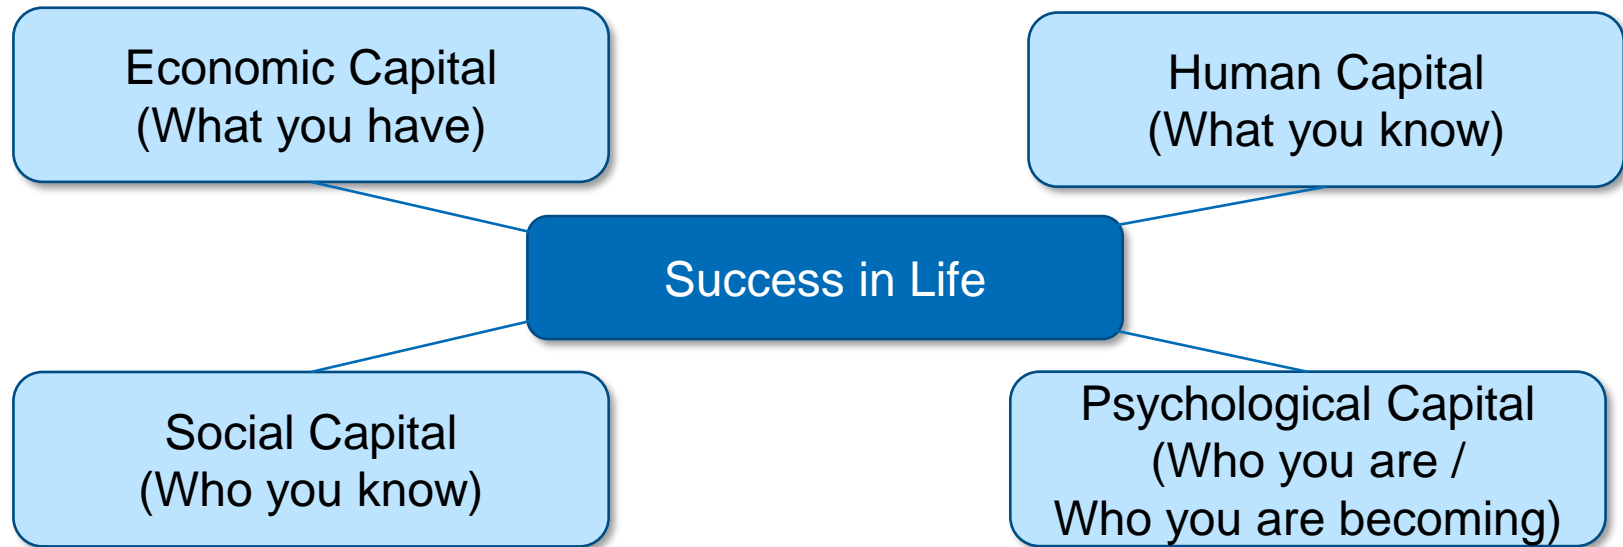 Economic Capital
(What you have)
Human Capital
(What you know)
Success in Life
Social Capital
(Who you know)
Psychological Capital
(Who you are /
Who you are becoming)